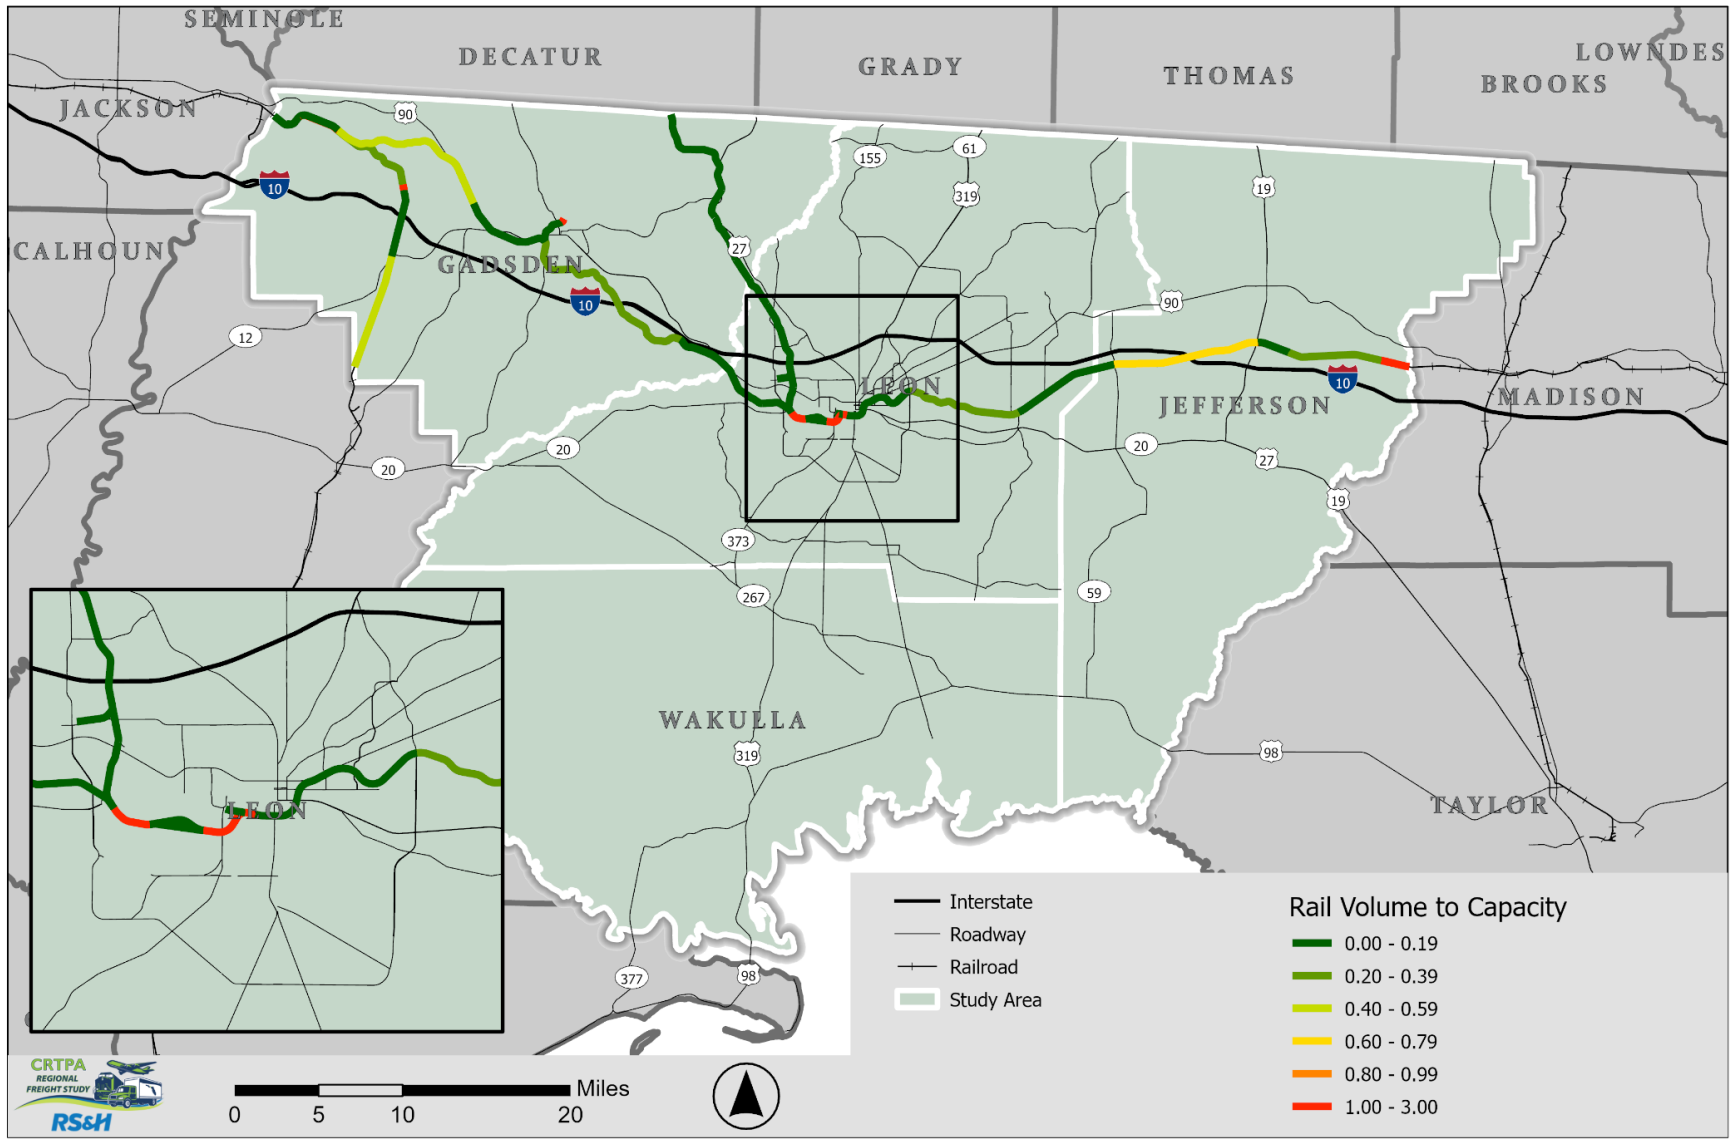 SEMINOLE
DECATUR
GRADY
THOMAS
LOWNDES
BROOKS
JACKSON
90
155
61
10
319
19
CALHOUN
27
GADSDEN
10
90
12
LEON
10
JEFFERSON
MADISON
20
20
20
27
19
373
267
59
WAKULLA
319
98
LEON
TAYLOR
377
98
Interstate
Roadway
Railroad
Study Area
Rail Volume to Capacity
0.00 - 0.19
0.20 - 0.39
0.40 - 0.59
0.60 - 0.79
0.80 - 0.99
1.00 - 3.00
CRTPA
REGIONAL
FREIGHT STUDY
RS&H
Miles
0 5 10 20